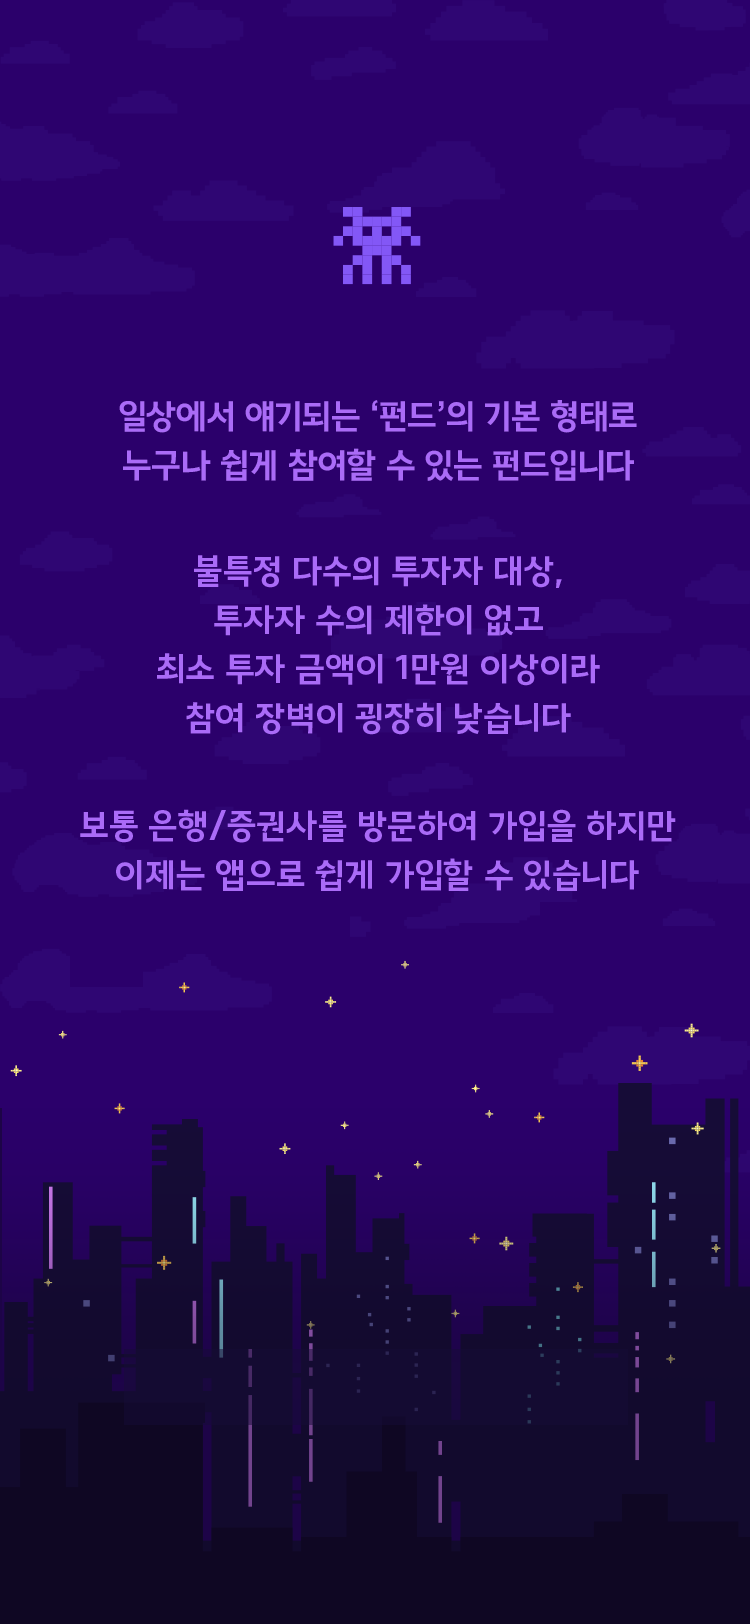 일상에서 얘기되는 ‘펀드’의 기본 형태로
누구나 쉽게 참여할 수 있는 펀드입니다
불특정 다수의 투자자 대상,
투자자 수의 제한이 없고
최소 투자 금액이 1만원 이상이라
참여 장벽이 굉장히 낮습니다
보통 은행/증권사를 방문하여 가입을 하지만
이제는 앱으로 쉽게 가입할 수 있습니다